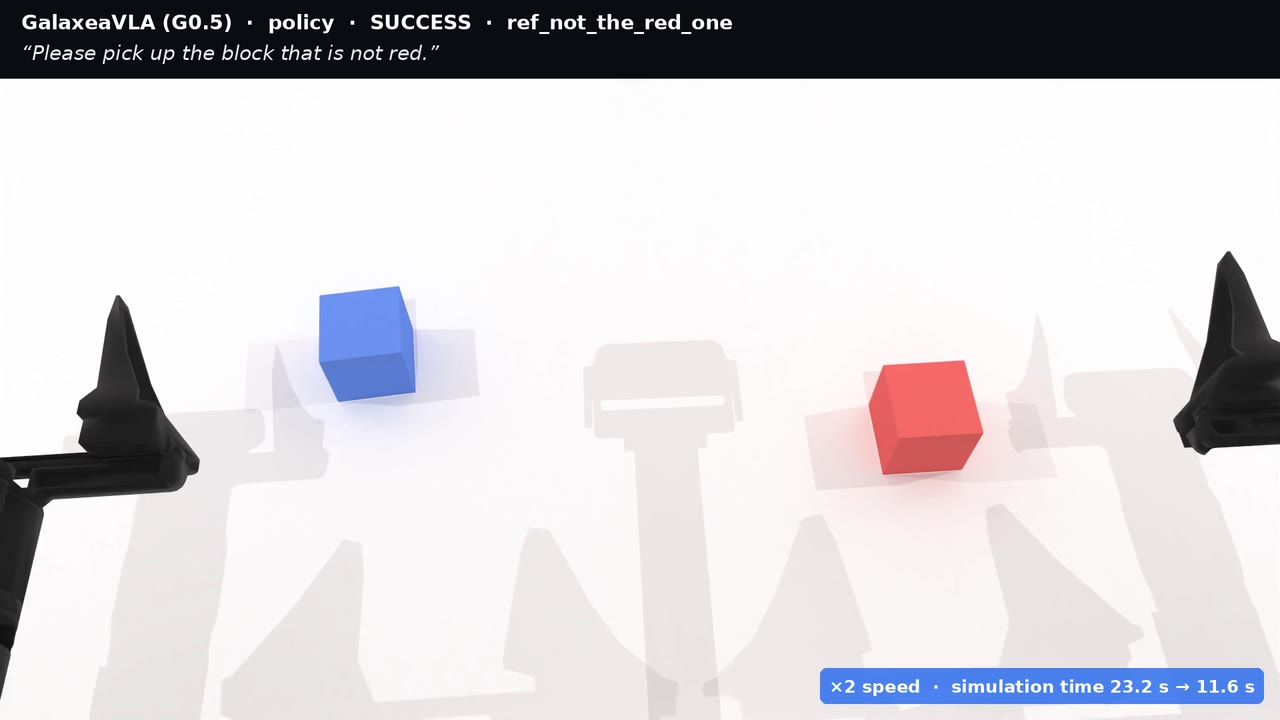 GalaxeaVLA (G0.5)  ·  policy  ·  SUCCESS  ·  ref_not_the_red_one
“Please pick up the block that is not red.”
×2 speed  ·  simulation time 23.2 s → 11.6 s